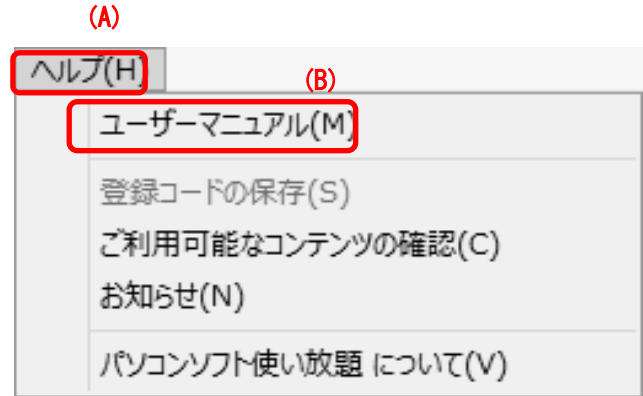 (A)
ヘルプ(H)
(B)
ユーザーマニュアル(M)
登録コードの保存(S)
ご利用可能なコンテンツの確認(C)
お知らせ(N)
パソコンソフト使い放題 について(V)